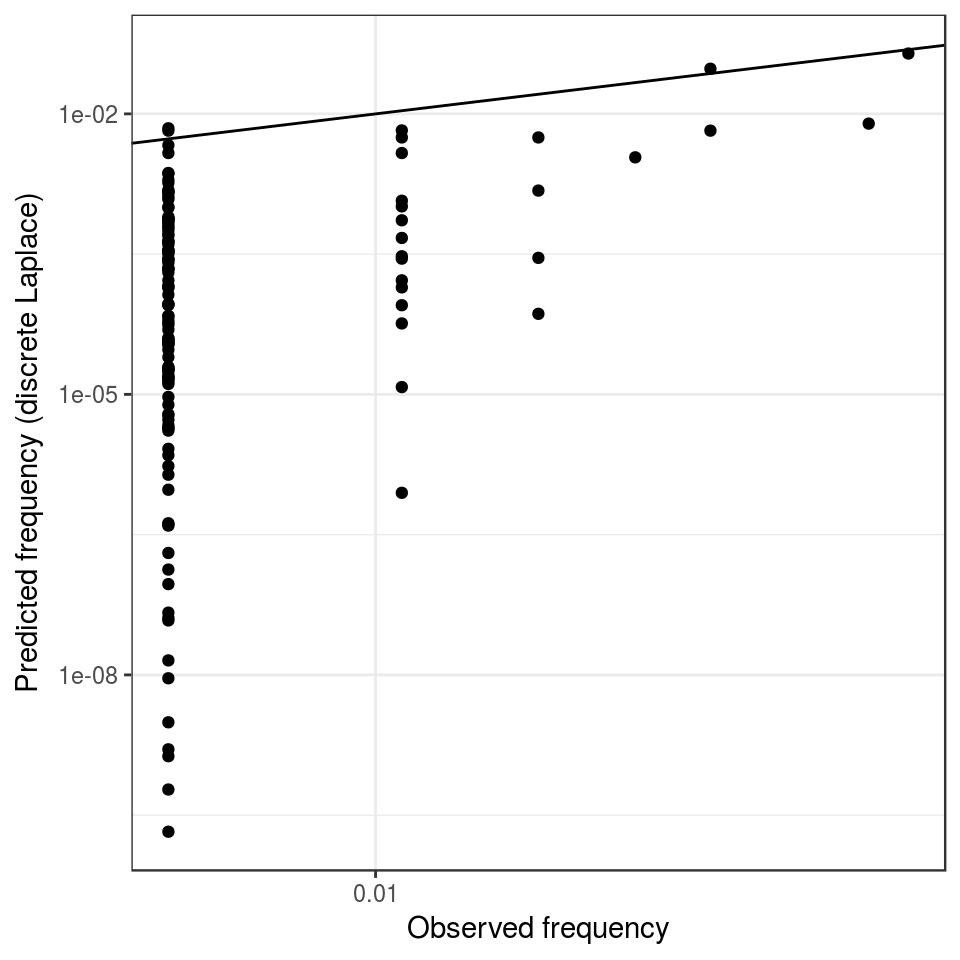 Predicted frequency (discrete Laplace)
1e-02
1e-05
1e-08
0.01
Observed frequency